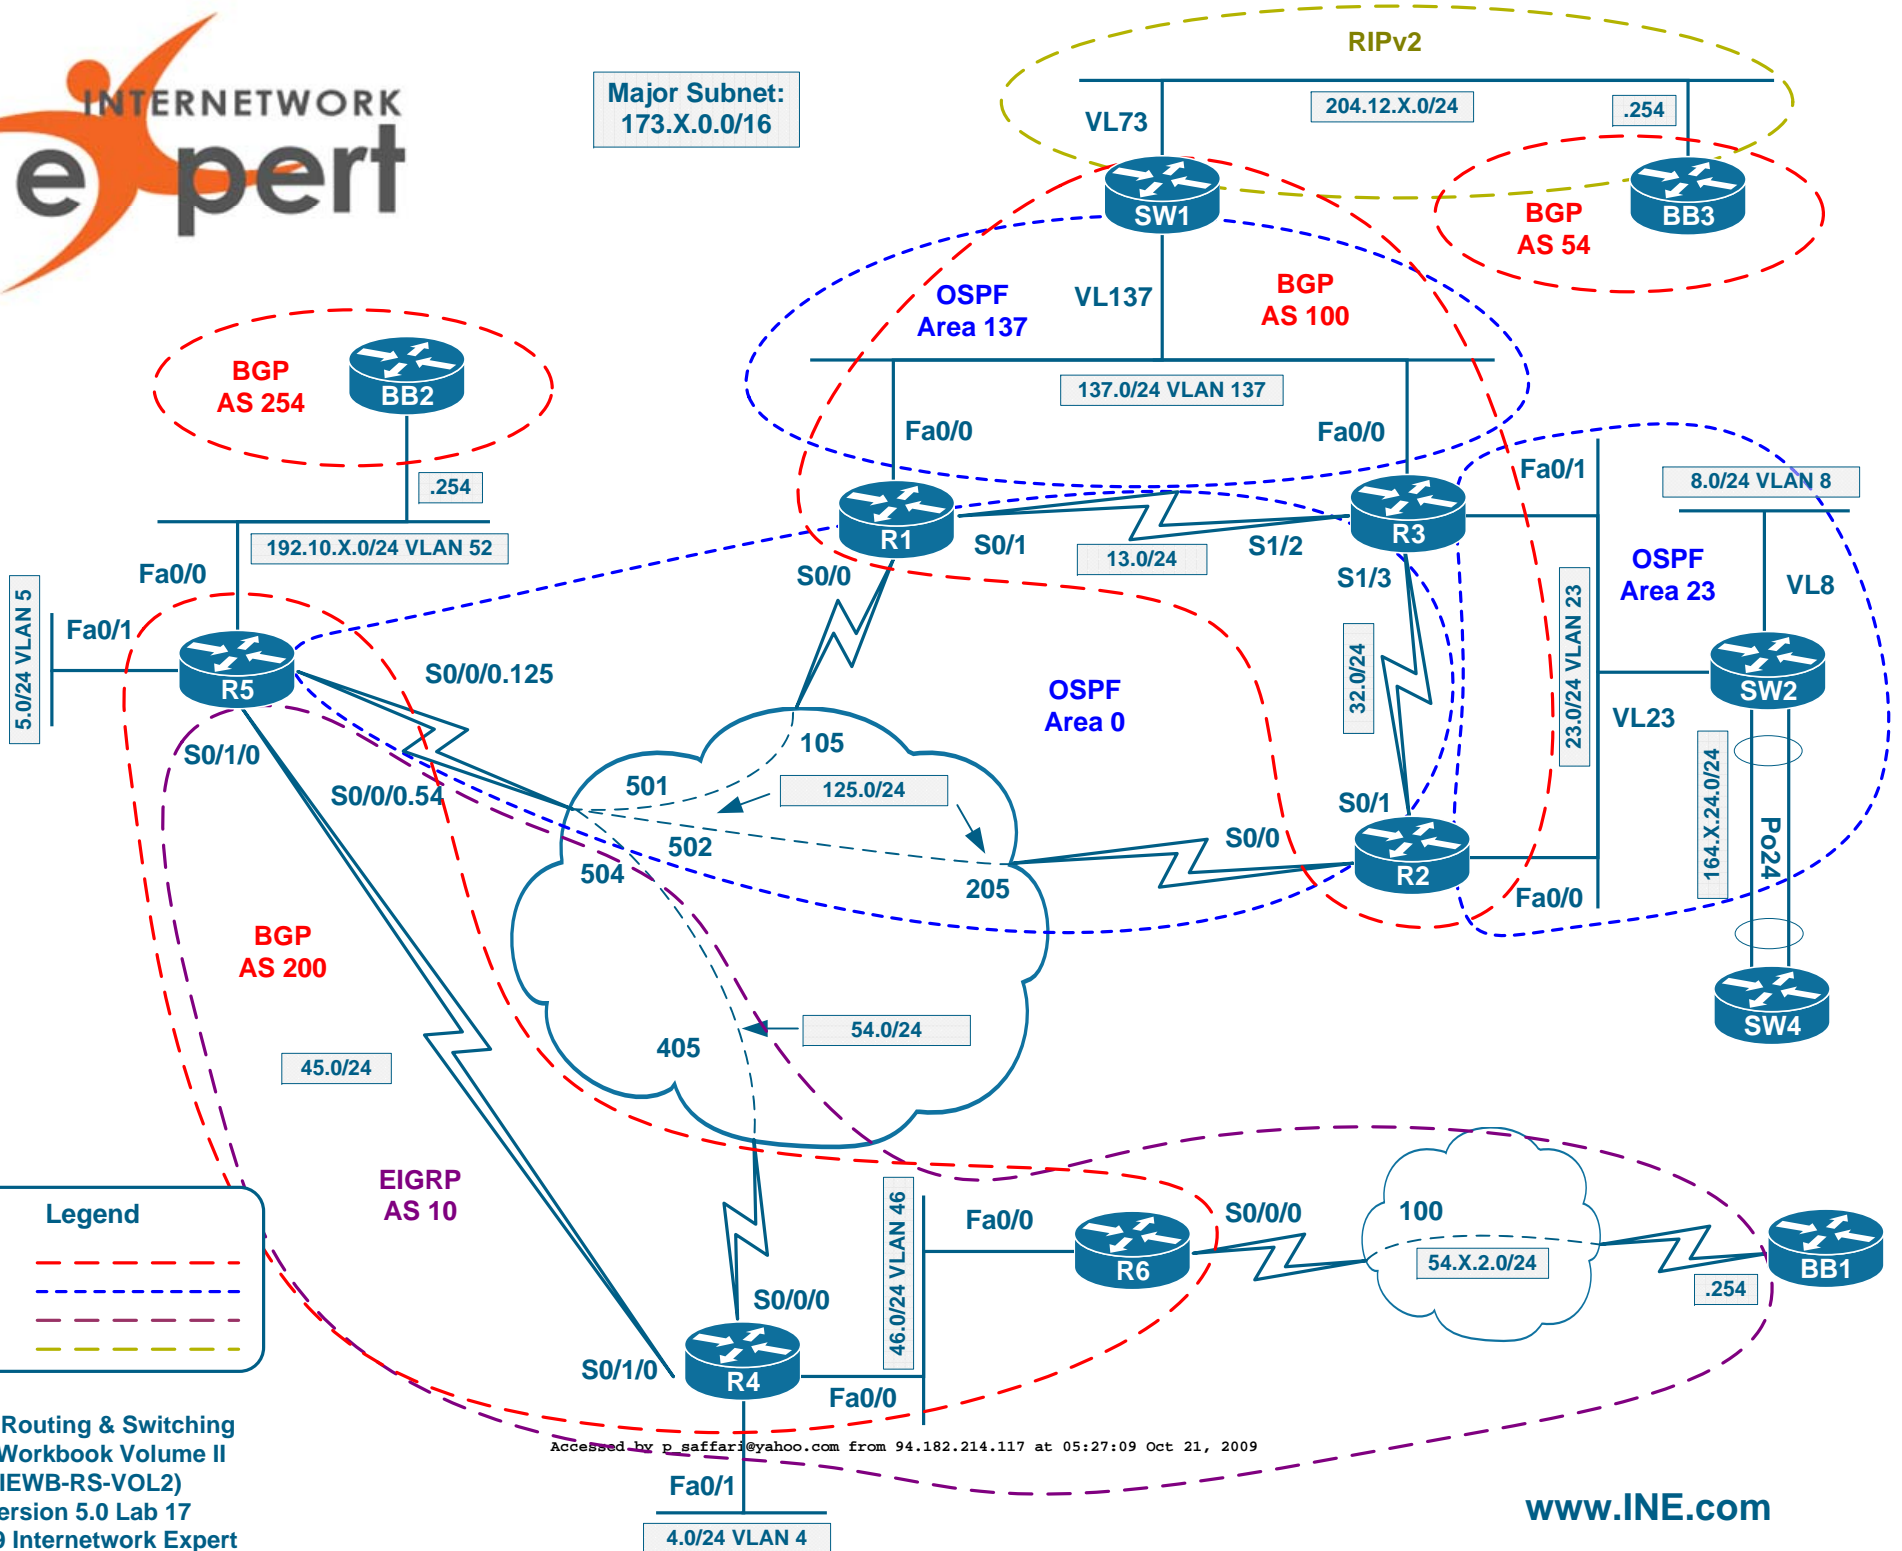 INTERNETWORK
expert
Major Subnet:
173.X.0.0/16
RIPv2
204.12.X.0/24
.254
VL73
SW1
BB3
BGP
AS 54
OSPF
Area 137
VL137
BGP
AS 100
137.0/24 VLAN 137
BGP
AS 254
BB2
.254
192.10.X.0/24 VLAN 52
Fa0/0
Fa0/0
Fa0/1
8.0/24 VLAN 8
R1
S0/1
13.0/24
S1/2
R3
S0/0
S1/3
OSPF
Area 23
VL8
Fa0/0
5.0/24 VLAN 5
Fa0/1
R5
S0/0/0.125
S0/1/0
S0/0/0.54
OSPF
Area 0
32.0/24
23.0/24 VLAN 23
SW2
VL23
105
501
125.0/24
502
504
205
S0/1
S0/0
R2
Fa0/0
164.X.24.0/24
Po24
SW4
BGP
AS 200
54.0/24
405
45.0/24
EIGRP
AS 10
46.0/24 VLAN 46
Fa0/0
R6
S0/0/0
100
54.X.2.0/24
BB1
.254
Legend
S0/0/0
S0/1/0
R4
Fa0/0
Fa0/1
4.0/24 VLAN 4
Routing & Switching
Workbook Volume II
IEWB-RS-VOL2)
ersion 5.0 Lab 17
9 Internetwork Expert
Accessed by p_saffari@yahoo.com from 94.182.214.117 at 05:27:09 Oct 21, 2009
www.INE.com